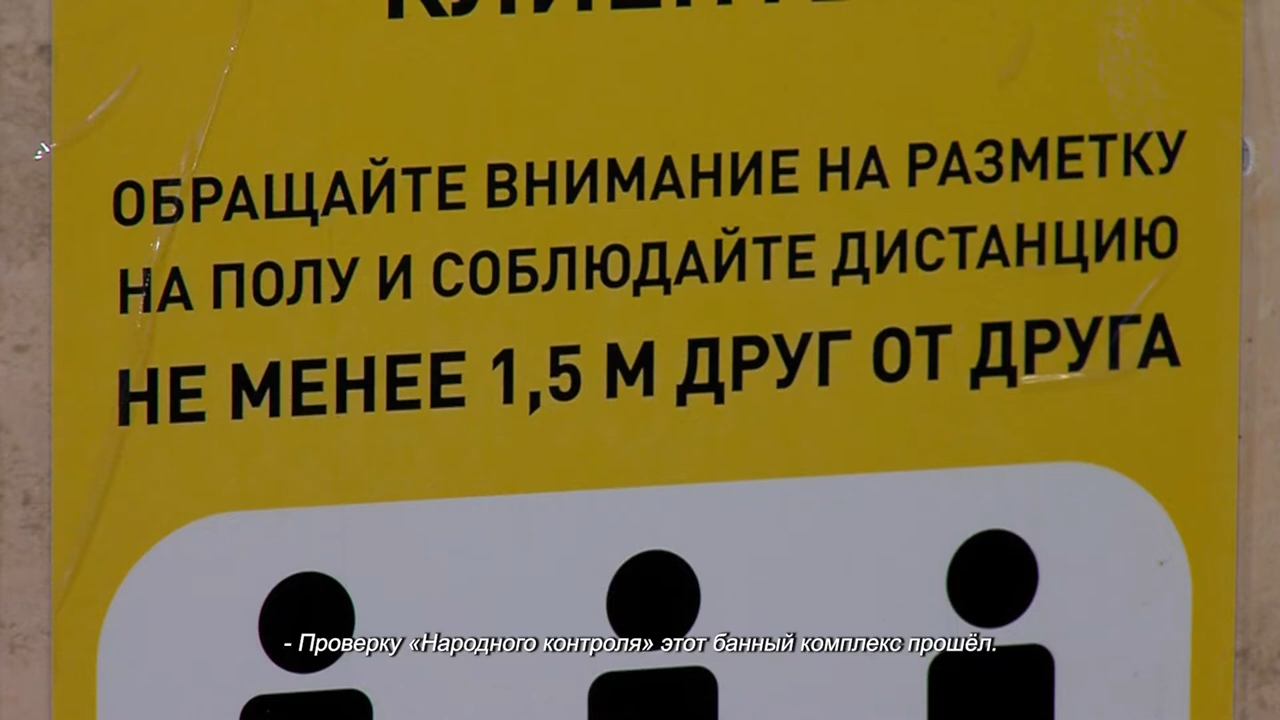 ОБРАЩАЙТЕ ВНИМАНИЕ НА РАЗМЕТКУ
НА ПОЛУ И СОБЛЮДАЙТЕ ДИСТАНЦИЮ
НЕ МЕНЕЕ 1,5 М ДРУГ ОТ ДРУГА
- Проверку «Народного контроля» этот банный комплекс прошёл.